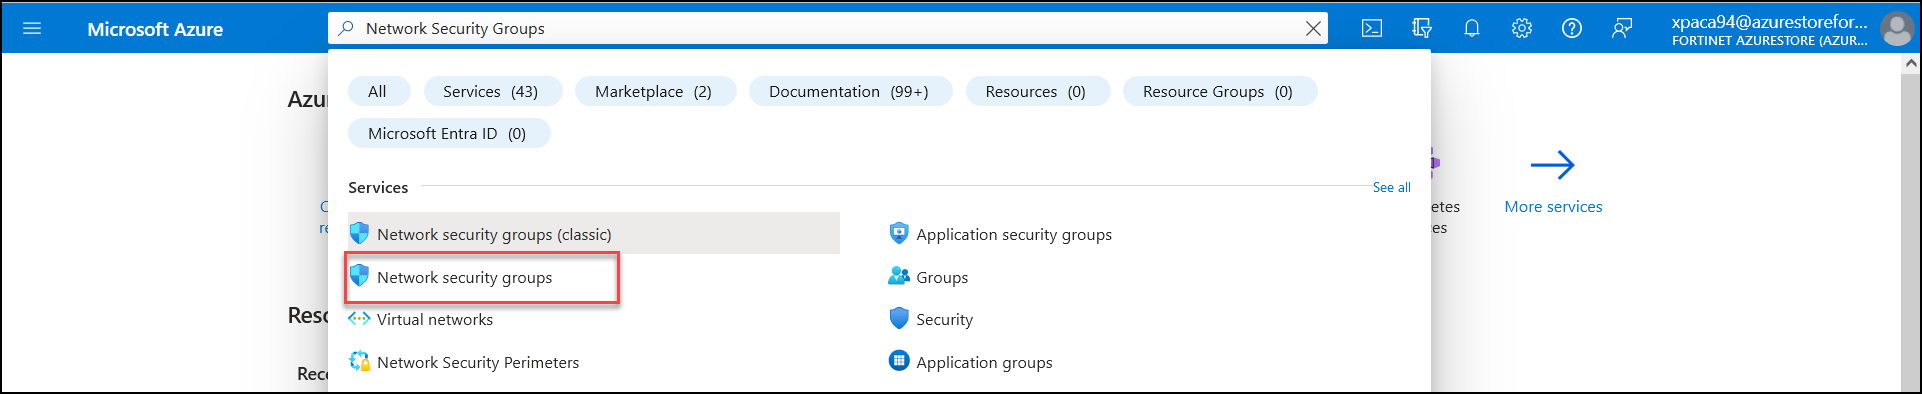 Microsoft Azure
Network Security Groups
xpaca94@azurestorefor...
FORTINET AZURESTORE (AZUR...
All
Services (43)
Marketplace (2)
Documentation (99+)
Resources (0)
Resource Groups (0)
Microsoft Entra ID (0)
Services
See all
Network security groups (classic)
Application security groups
Network security groups
Groups
Virtual networks
Security
Network Security Perimeters
Application groups
More services